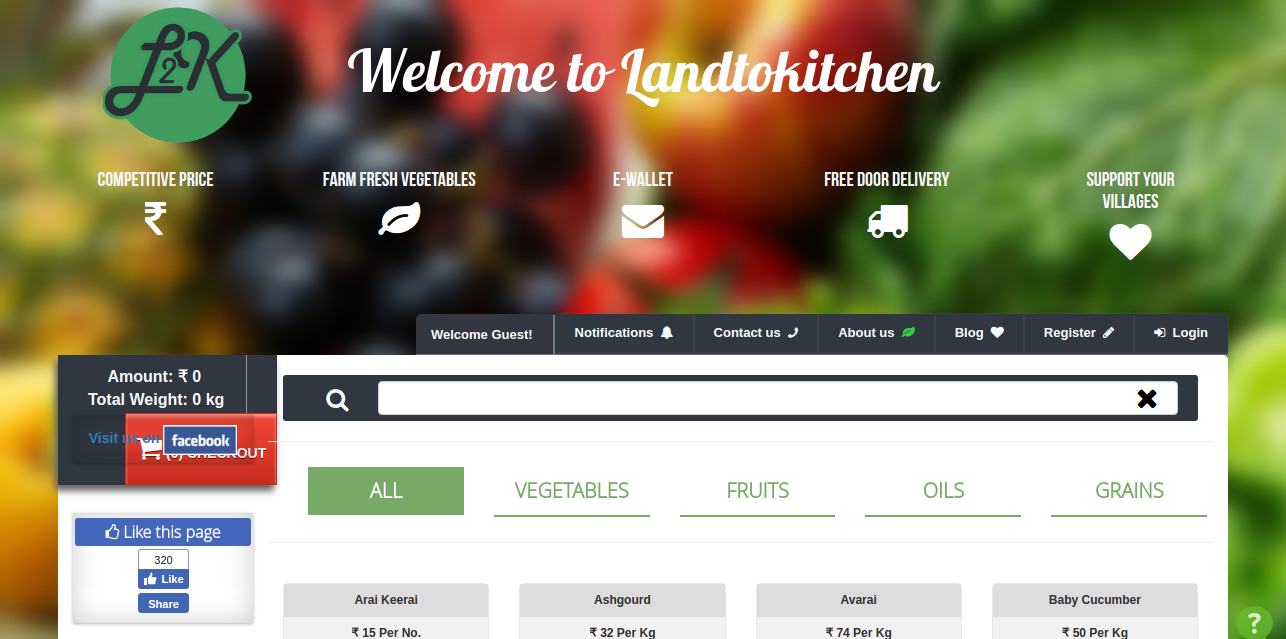 L2K
Welcome to Landtokitchen
COMPETITIVE PRICE
FARM FRESH VEGETABLES
E-WALLET
FREE DOOR DELIVERY
SUPPORT YOUR
VILLAGES
Welcome Guest!
Notifications
Contact us
About us
Blog
Register
Login
Amount: ₹ 0
Total Weight: 0 kg
Visit us on facebook
(0) CHECKOUT
ALL
VEGETABLES
FRUITS
OILS
GRAINS
Like this page
320
Like
Share
Arai Keerai
Ashgourd
Avarai
Baby Cucumber
₹ 15 Per No.
₹ 32 Per Kg
₹ 74 Per Kg
₹ 50 Per Kg
?